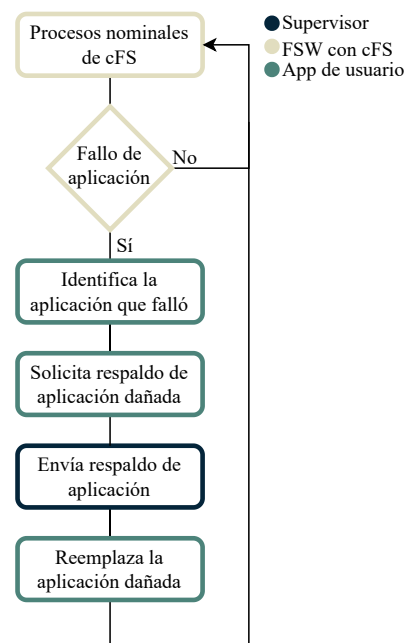 Procesos nominales
de cFS
Supervisor
FSW con cFS
App de usuario
Fallo de
aplicación
No
Sí
Identifica la
aplicación que falló
Solicita respaldo de
aplicación dañada
Envía respaldo de
aplicación
Reemplaza la
aplicación dañada